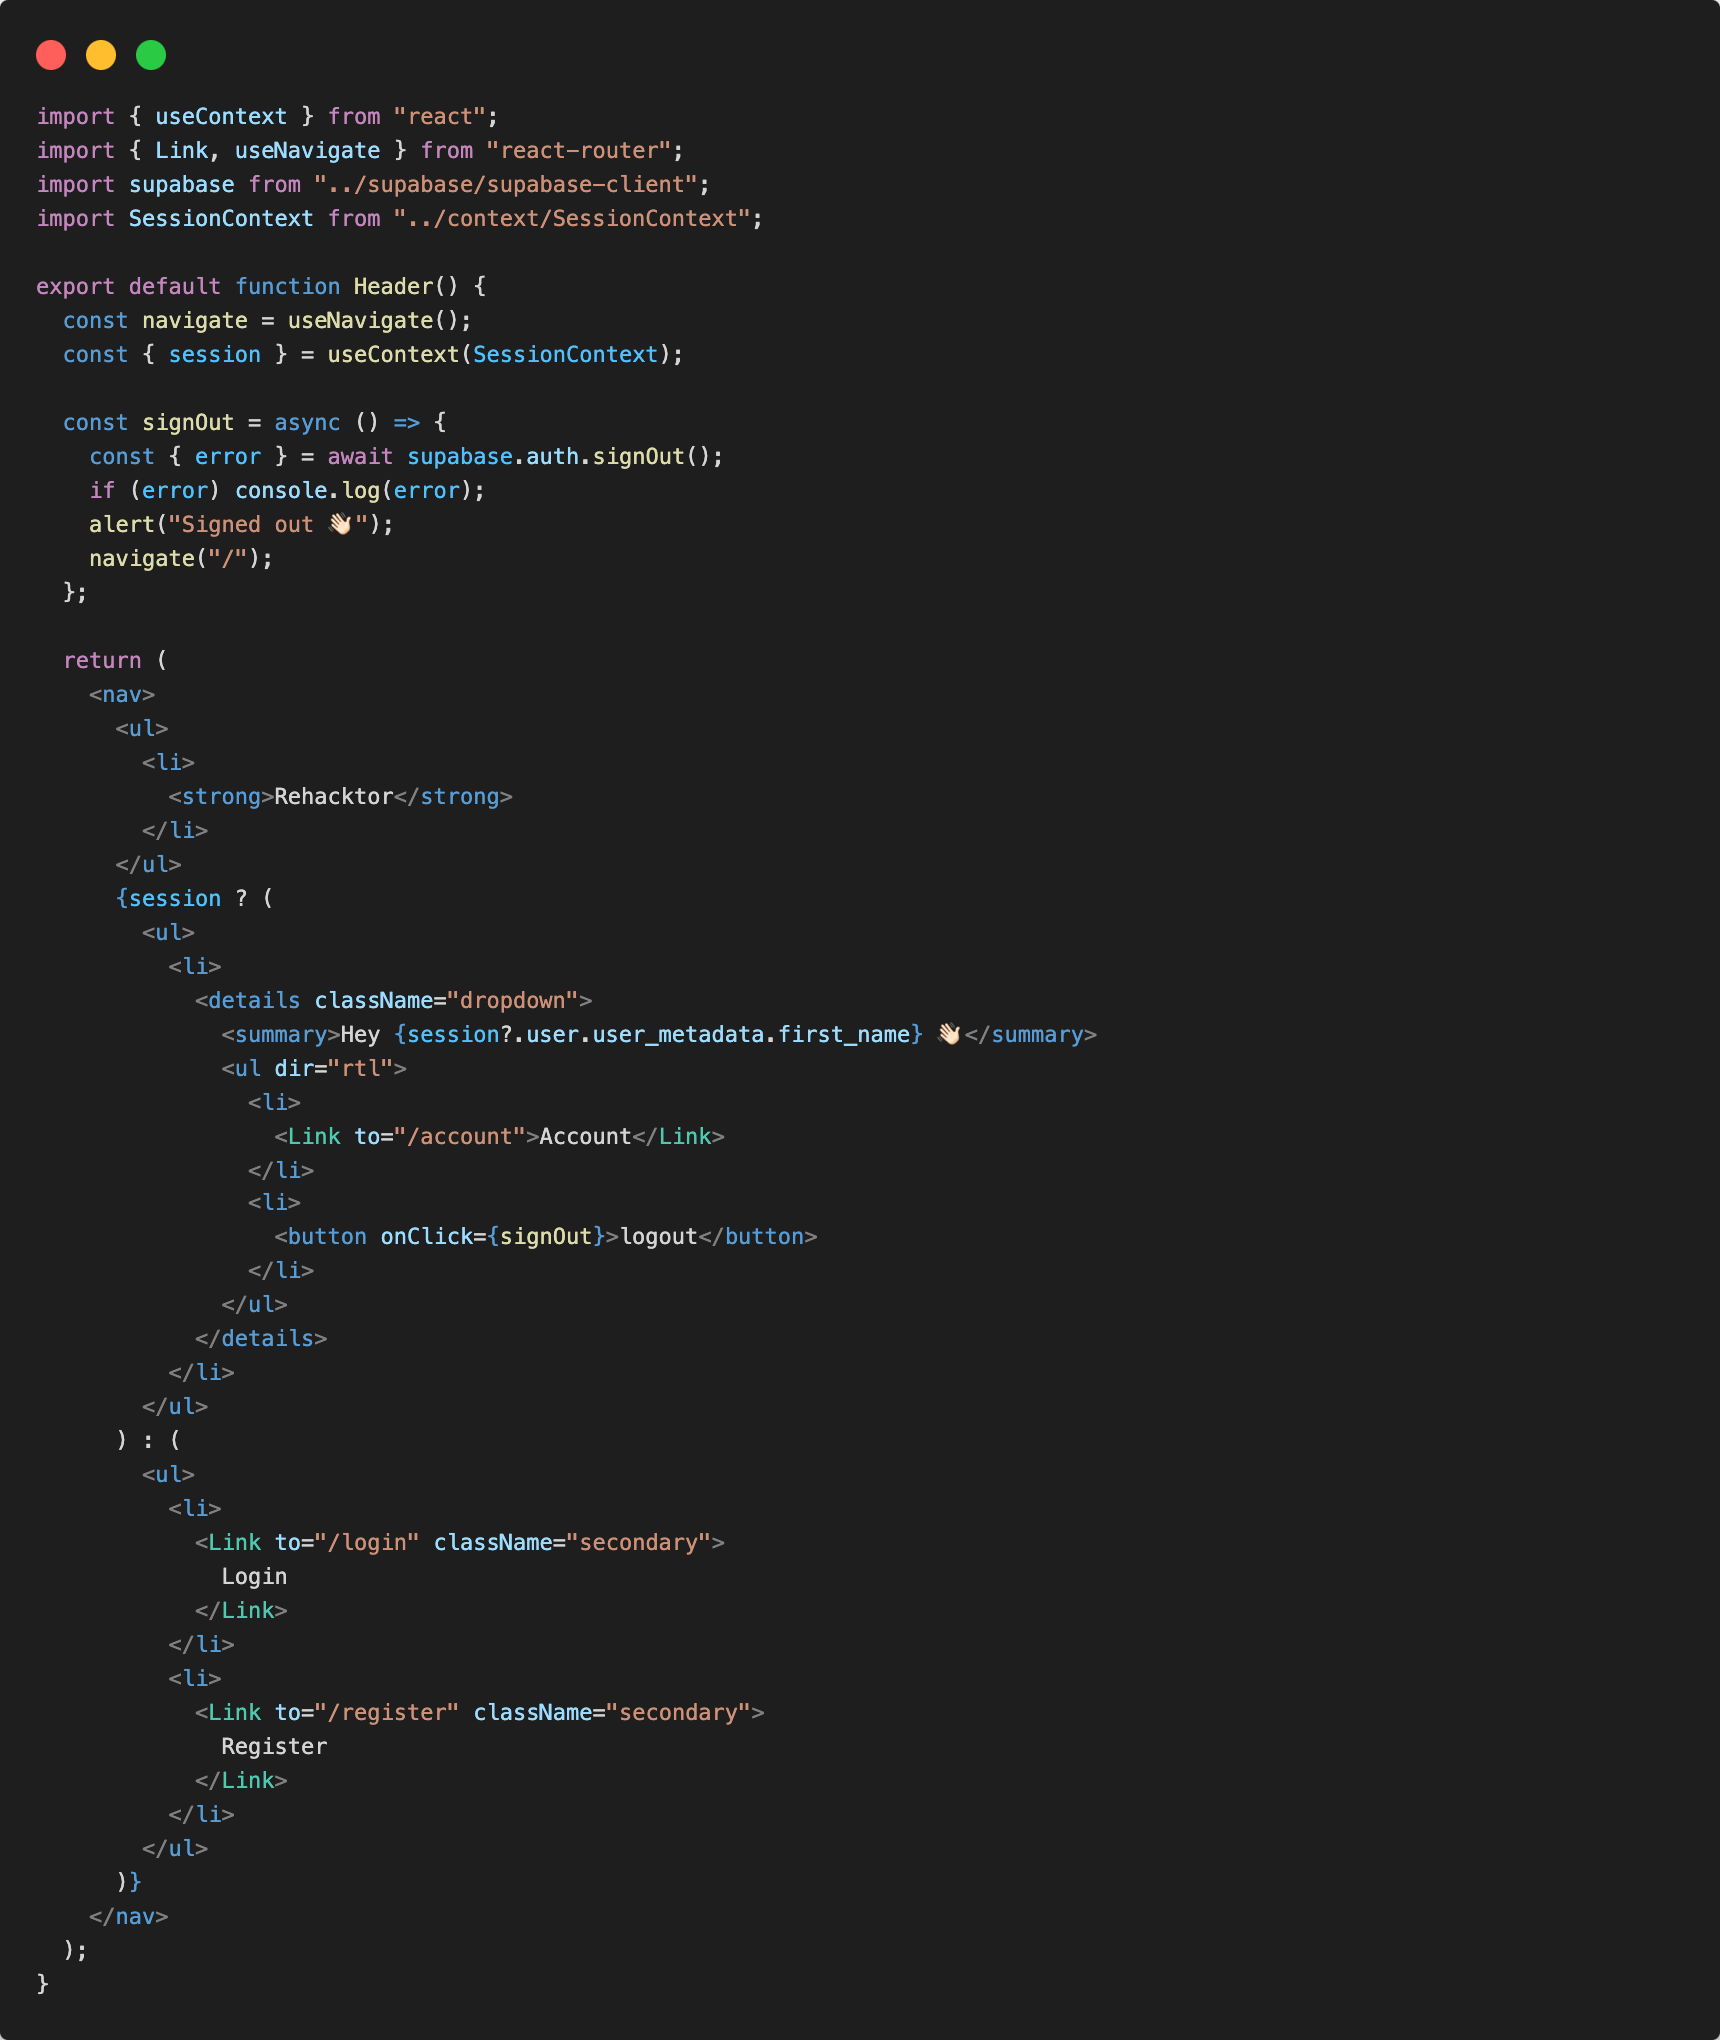 import { useContext } from "react";
import { Link, useNavigate } from "react-router";
import supabase from "../supabase/supabase-client";
import SessionContext from "../context/SessionContext";

export default function Header() {
  const navigate = useNavigate();
  const { session } = useContext(SessionContext);

  const signOut = async () => {
    const { error } = await supabase.auth.signOut();
    if (error) console.log(error);
    alert("Signed out 👋🏻");
    navigate("/");
  };

  return (
    <nav>
      <ul>
        <li>
          <strong>Rehacktor</strong>
        </li>
      </ul>
      {session ? (
        <ul>
          <li>
            <details className="dropdown">
              <summary>Hey {session?.user.user_metadata.first_name} 👋🏻</summary>
              <ul dir="rtl">
                <li>
                  <Link to="/account">Account</Link>
                </li>
                <li>
                  <button onClick={signOut}>logout</button>
                </li>
              </ul>
            </details>
          </li>
        </ul>
      ) : (
        <ul>
          <li>
            <Link to="/login" className="secondary">
              Login
            </Link>
          </li>
          <li>
            <Link to="/register" className="secondary">
              Register
            </Link>
          </li>
        </ul>
      )}
    </nav>
  );
}